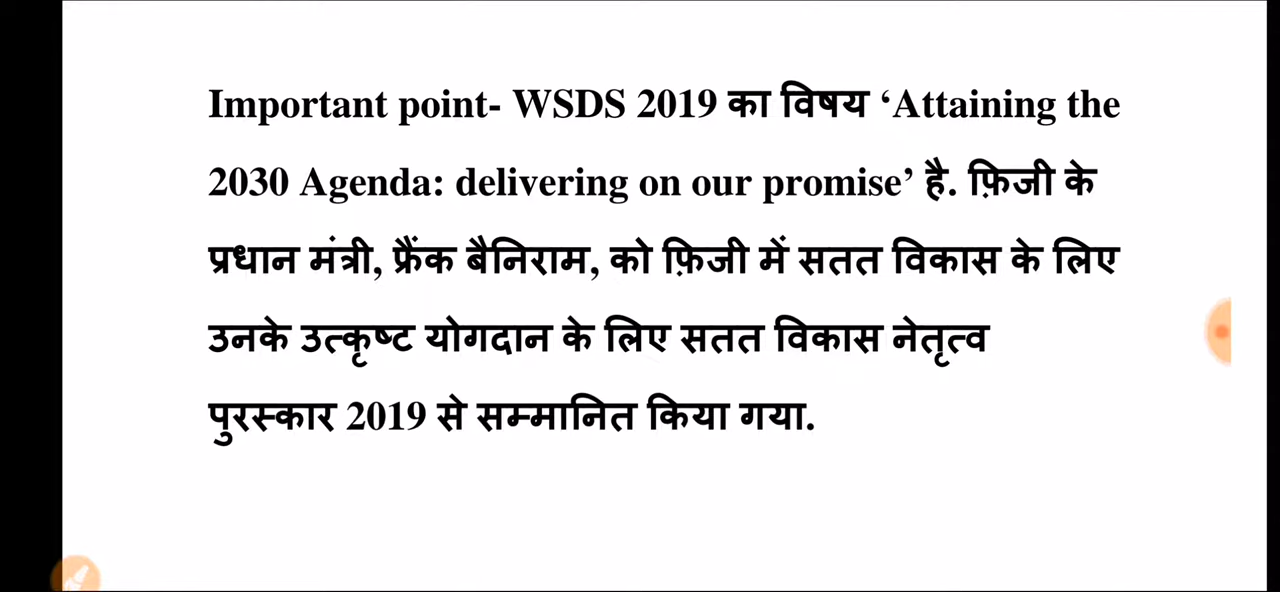 Important point- WSDS 2019 का विषय ‘Attaining the
2030 Agenda: delivering on our promise’ है. फ़िजी के
प्रधान मंत्री, फ्रैंक बैनिराम, को फ़िजी में सतत विकास के लिए
उनके उत्कृष्ट योगदान के लिए सतत विकास नेतृत्व
पुरस्कार 2019 से सम्मानित किया गया.